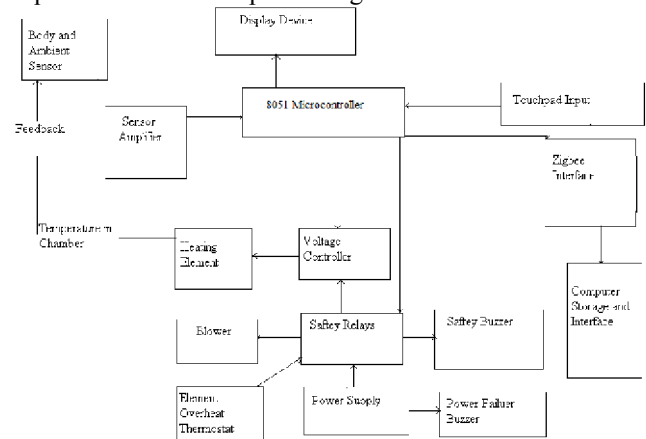 Display Device
Body and
Ambient
Sensor
8051 Microcontroller
Touchpad Input
Feedback
Sensor
Amplifier
Zigbee
Interface
Temperature in
Chamber
Heating
Element
Voltage
Controller
Computer
Storage and
Interface
Blower
Saftey Relays
Saftey Buzzer
Element
Overheat
Thermostat
Power Supply
Power Failuer
Buzzer